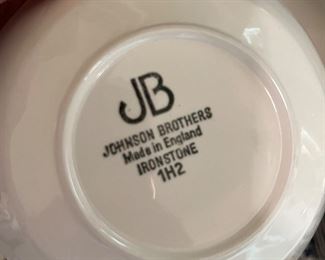 JB
JOHNSON BROTHERS
Made in England
IRONSTONE
1H2